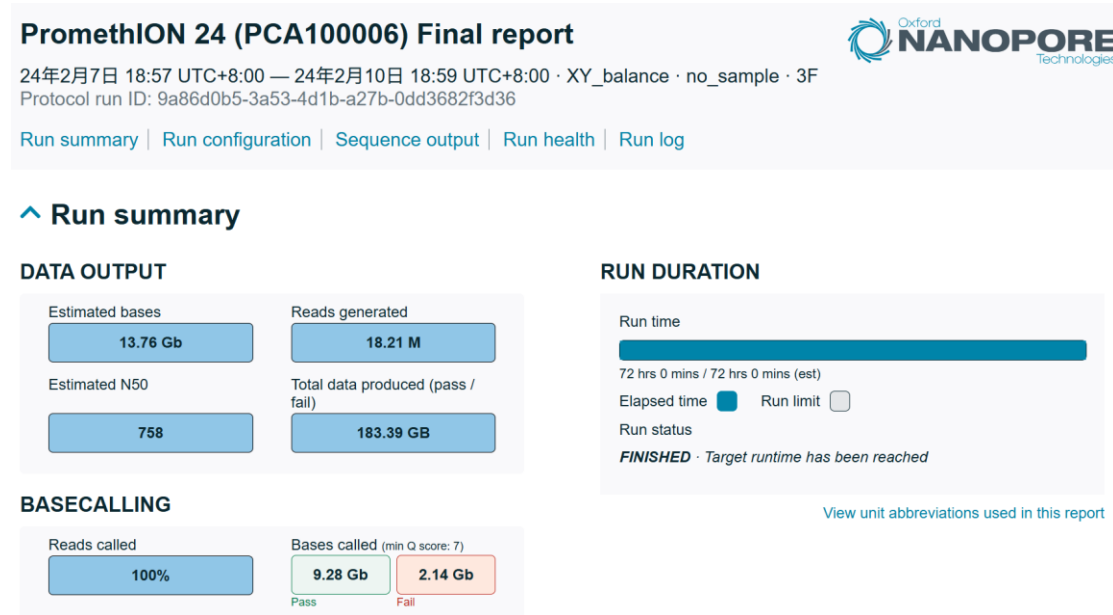 PromethION 24 (PCA100006) Final report
Oxford
NANOPORE
Technologies
24年2月7日 18:57 UTC+8:00 — 24年2月10日 18:59 UTC+8:00 · XY_balance · no_sample · 3F
Protocol run ID: 9a86d0b5-3a53-4d1b-a27b-0dd3682f3d36
Run summary | Run configuration | Sequence output | Run health | Run log
Run summary
DATA OUTPUT
Estimated bases
13.76 Gb
Reads generated
18.21 M
Estimated N50
758
Total data produced (pass /
fail)
183.39 GB
RUN DURATION
Run time
72 hrs 0 mins / 72 hrs 0 mins (est)
Elapsed time
Run limit
Run status
FINISHED · Target runtime has been reached
View unit abbreviations used in this report
BASECALLING
Reads called
100%
Bases called (min Q score: 7)
9.28 Gb
Pass
2.14 Gb
Fail